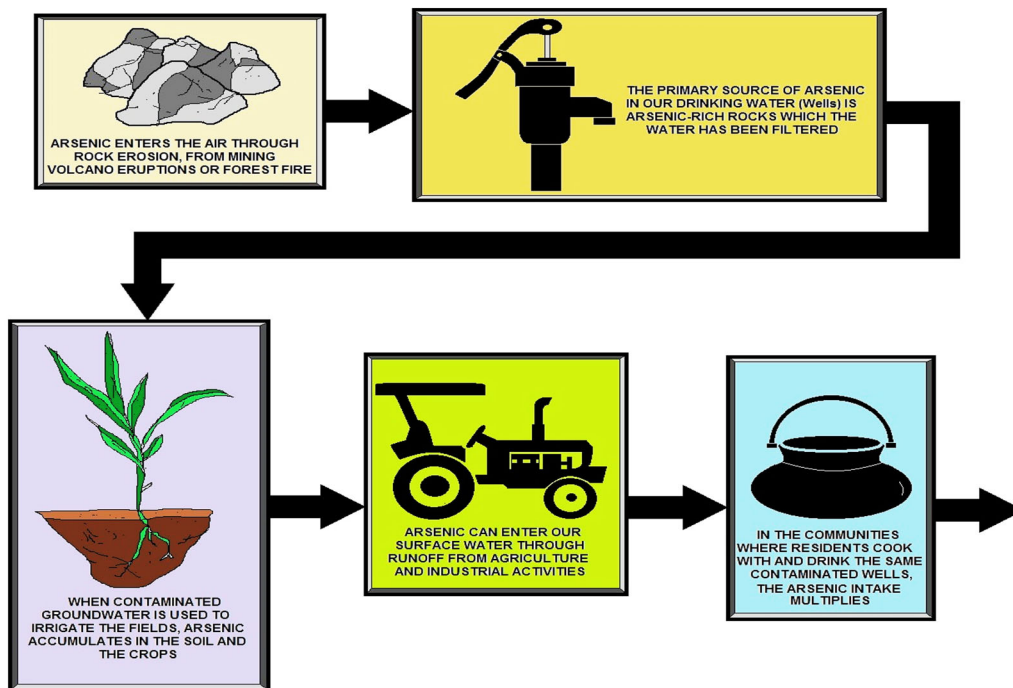 ARSENIC ENTERS THE AIR THROUGH
ROCK EROSION, FROM MINING
VOLCANO ERUPTIONS OR FOREST FIRE
THE PRIMARY SOURCE OF ARSENIC
IN OUR DRINKING WATER (Wells) IS
ARSENIC-RICH ROCKS WHICH THE
WATER HAS BEEN FILTERED
WHEN CONTAMINATED
GROUNDWATER IS USED TO
IRRIGATE THE FIELDS, ARSENIC
ACCUMULATES IN THE SOIL AND
THE CROPS
ARSENIC CAN ENTER OUR
SURFACE WATER THROUGH
RUNOFF FROM AGRICULTURE
AND INDUSTRIAL ACTIVITIES
IN THE COMMUNITIES
WHERE RESIDENTS COOK
WITH AND DRINK THE SAME
CONTAMINATED WELLS,
THE ARSENIC INTAKE
MULTIPLIES